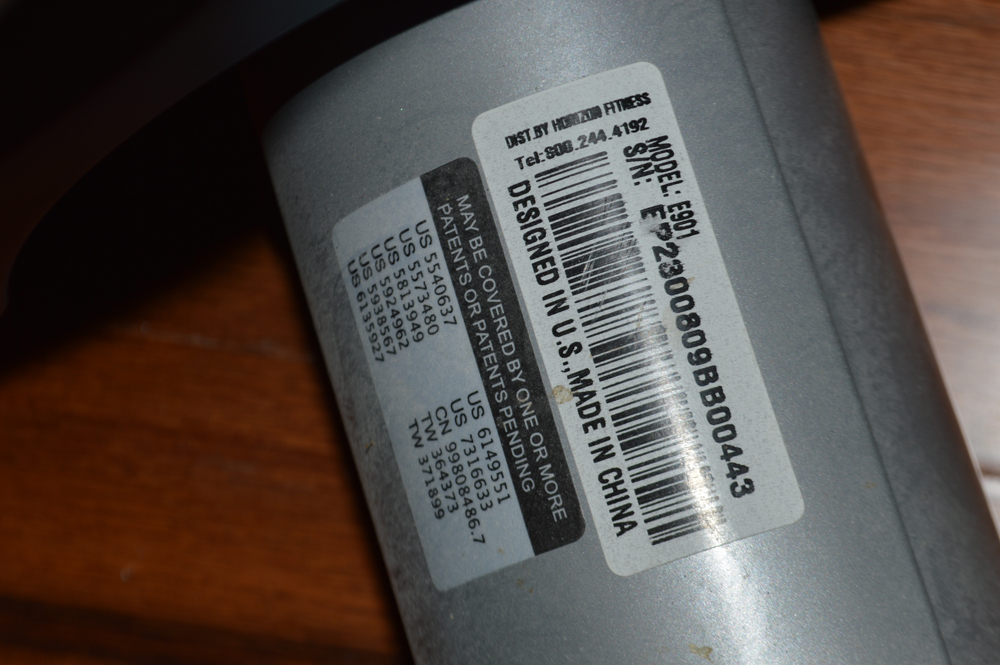 DIST.BY HORIZON FITNESS
Tel:800.244.4192
MODEL: E901
S/N: EP2300809BB00443
DESIGNED IN U.S.,MADE IN CHINA
MAY BE COVERED BY ONE OR MORE
PATENTS OR PATENTS PENDING
US 5540637
US 5573480
US 5813949
US 5924962
US 5938567
US 6135927
US 6149551
US 7316633
CN 99808486.7
TW 364373
TW 371899